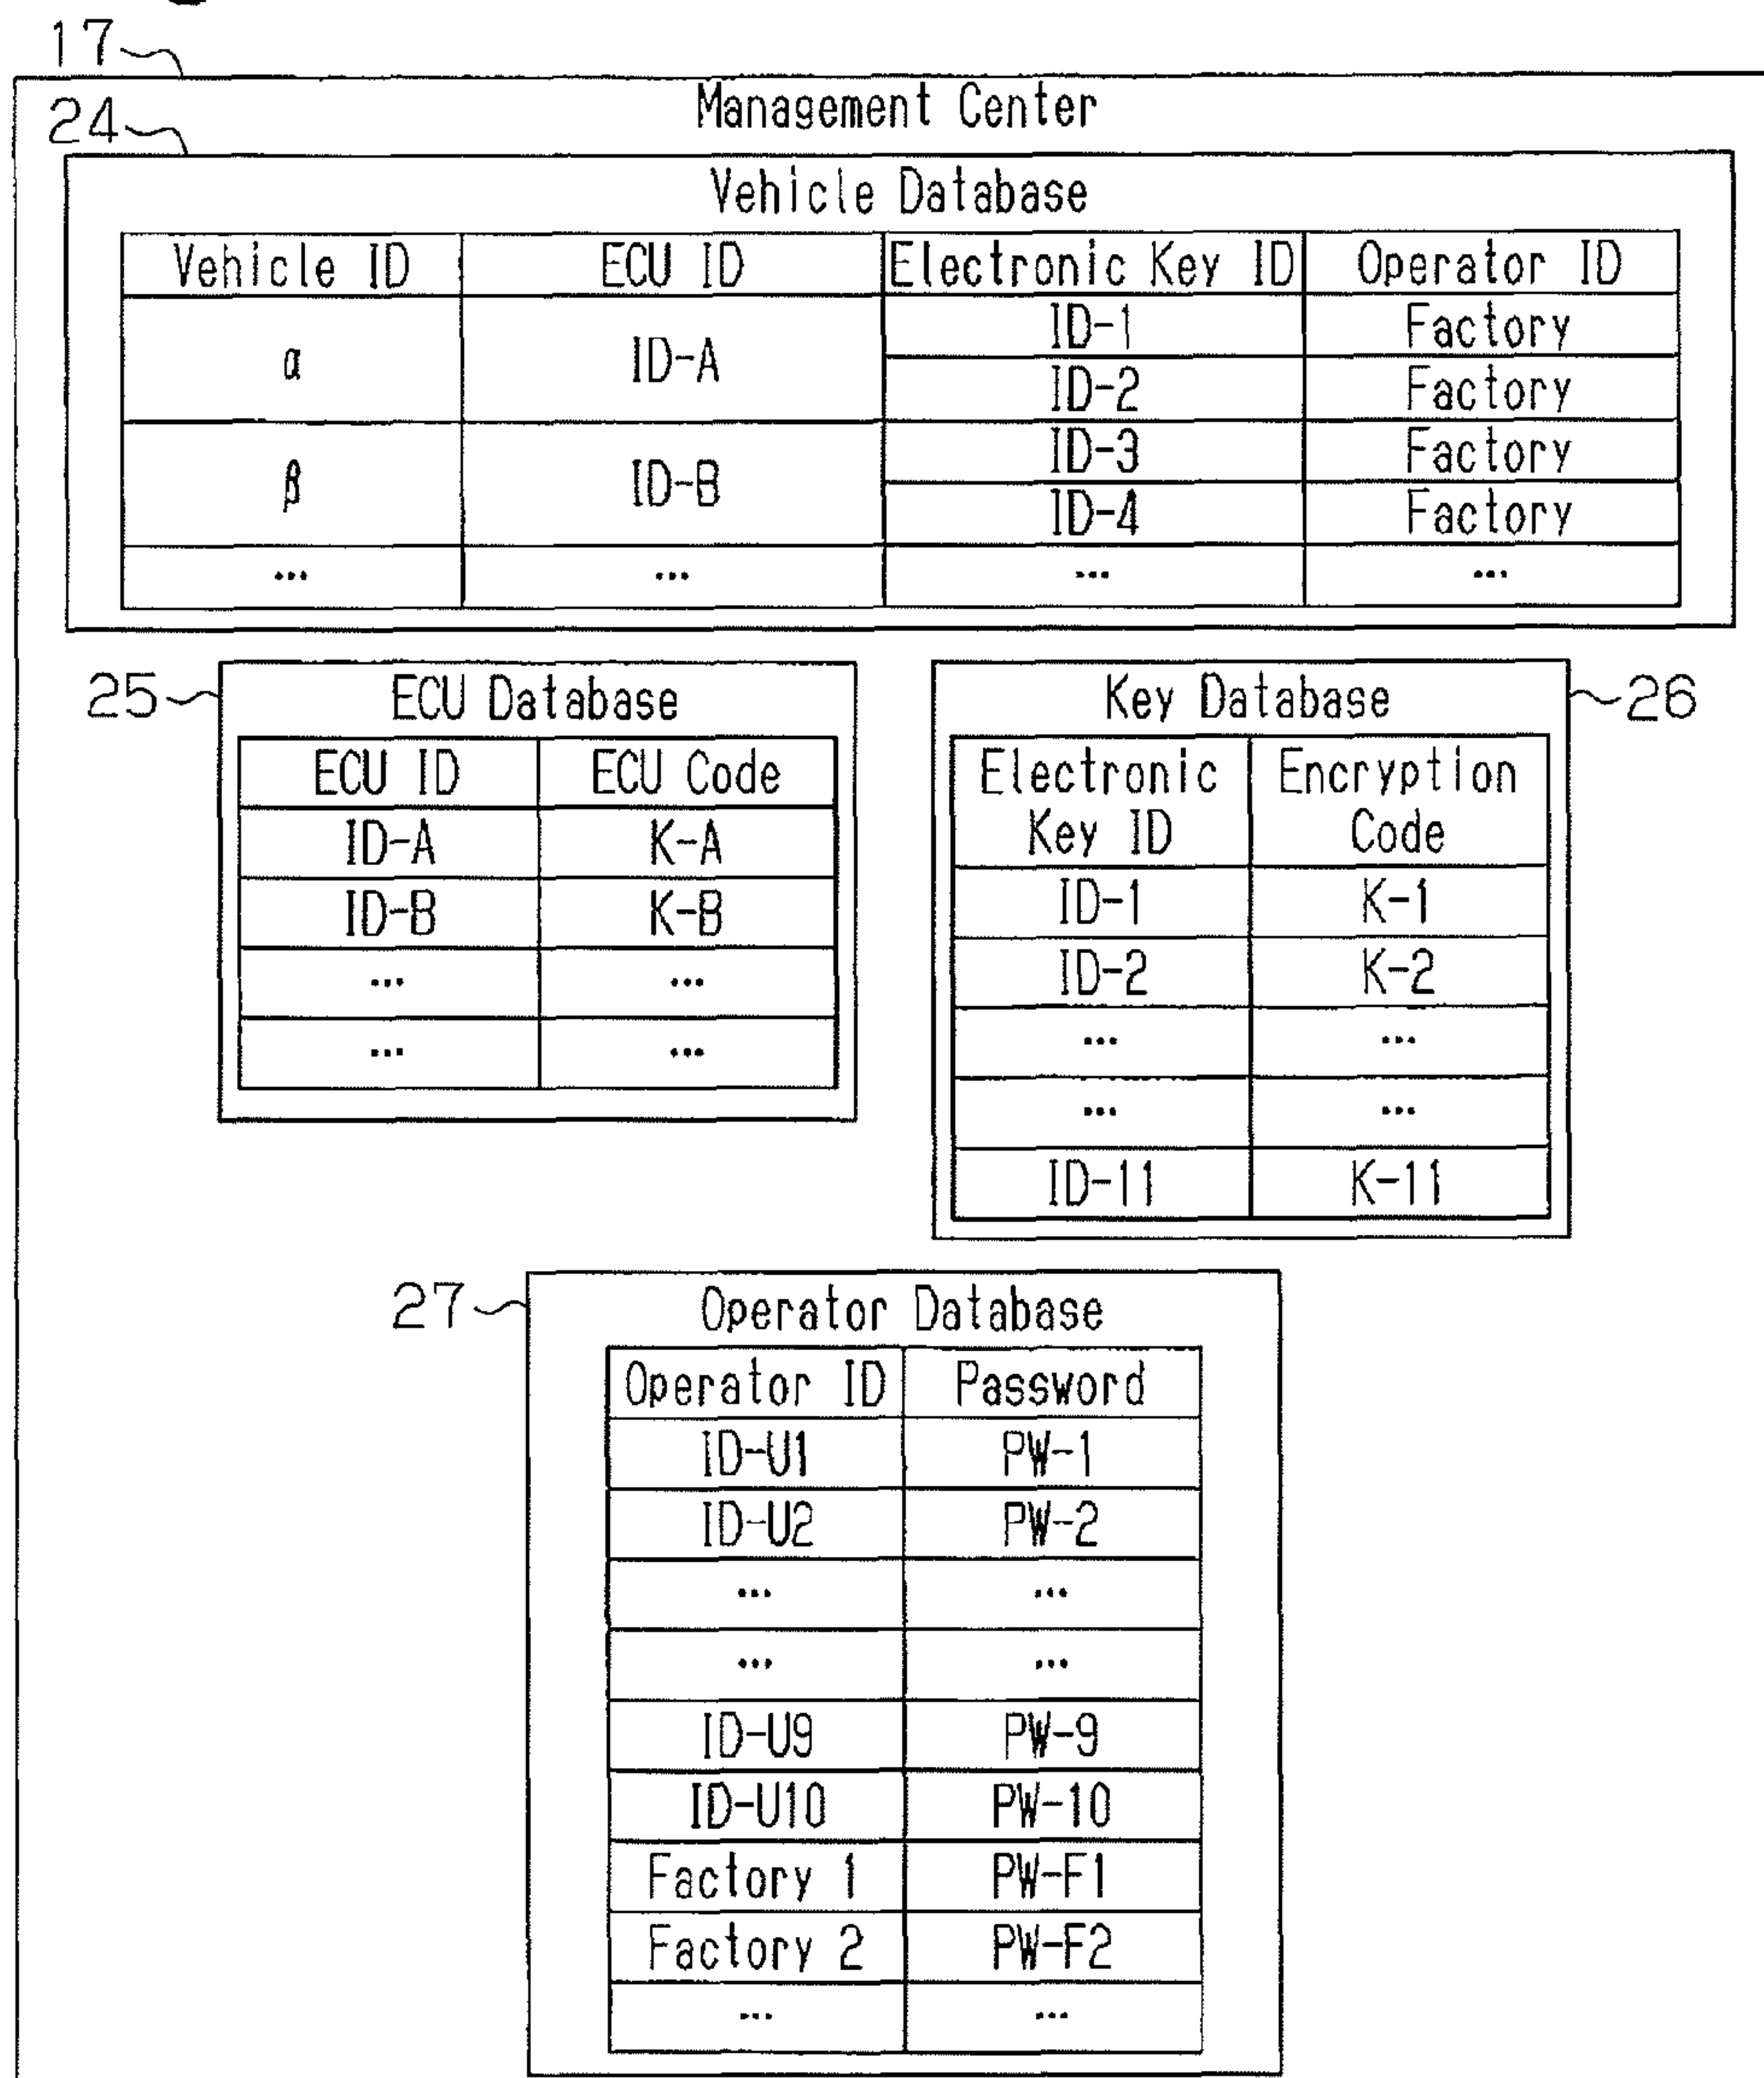 17
Management Center
24
Vehicle Database
Vehicle ID ECU ID Electronic Key ID Operator ID
α ID-A ID-1 Factory
ID-2 Factory
β ID-B ID-3 Factory
ID-4 Factory
... ... ... ...
25
ECU Database
ECU ID ECU Code
ID-A K-A
ID-B K-B
... ...
... ...
Key Database
26
Electronic Key ID Encryption Code
ID-1 K-1
ID-2 K-2
... ...
... ...
ID-11 K-11
27
Operator Database
Operator ID Password
ID-U1 PW-1
ID-U2 PW-2
... ...
... ...
ID-U9 PW-9
ID-U10 PW-10
Factory 1 PW-F1
Factory 2 PW-F2
... ...